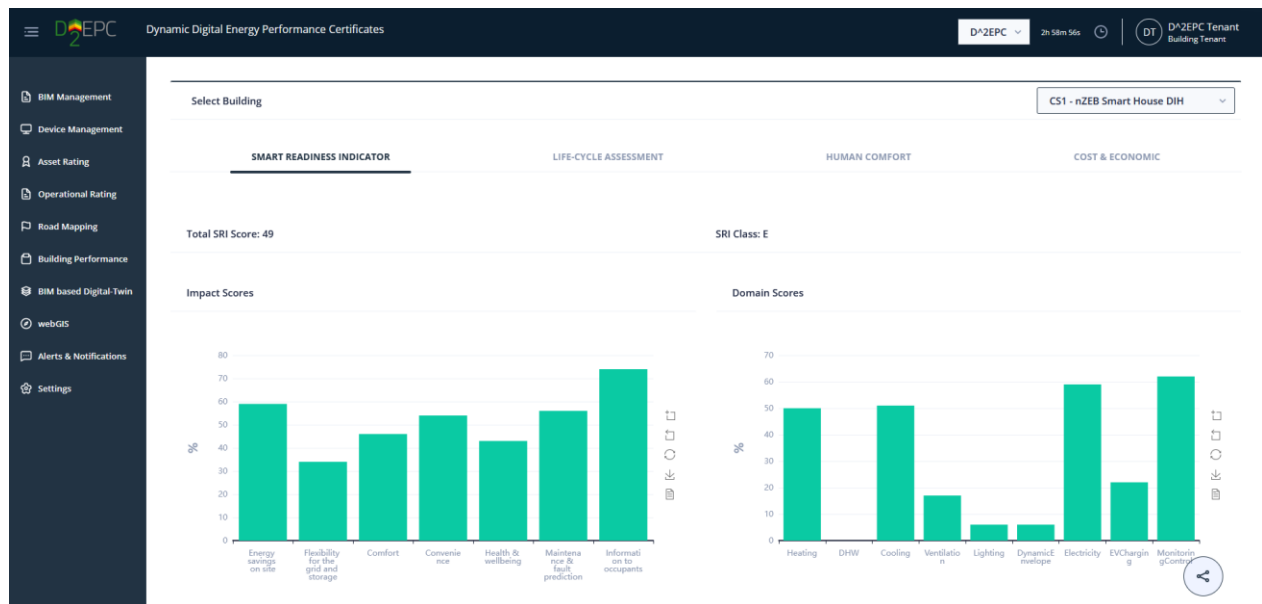 D2EPC
Dynamic Digital Energy Performance Certificates
D^2EPC
2h 58m 56s
DT
D^2EPC Tenant
Building Tenant
BIM Management
Device Management
Asset Rating
Operational Rating
Road Mapping
Building Performance
BIM based Digital-Twin
webGIS
Alerts & Notifications
Settings
Select Building
CS1 - nZEB Smart House DIH
SMART READINESS INDICATOR
LIFE-CYCLE ASSESSMENT
HUMAN COMFORT
COST & ECONOMIC
Total SRI Score: 49
SRI Class: E
Impact Scores
80
70
60
50
40
30
20
10
0
%
Energy
savings
on site
Flexibility
for the
grid and
storage
Comfort
Convenie
nce
Health &
wellbeing
Maintena
nce &
fault
prediction
Informati
on to
occupants
Domain Scores
70
60
50
40
30
20
10
0
%
Heating
DHW
Cooling
Ventilatio
n
Lighting
DynamicE
nvelope
Electricity
EVChargin
g
Monitorin
gControl